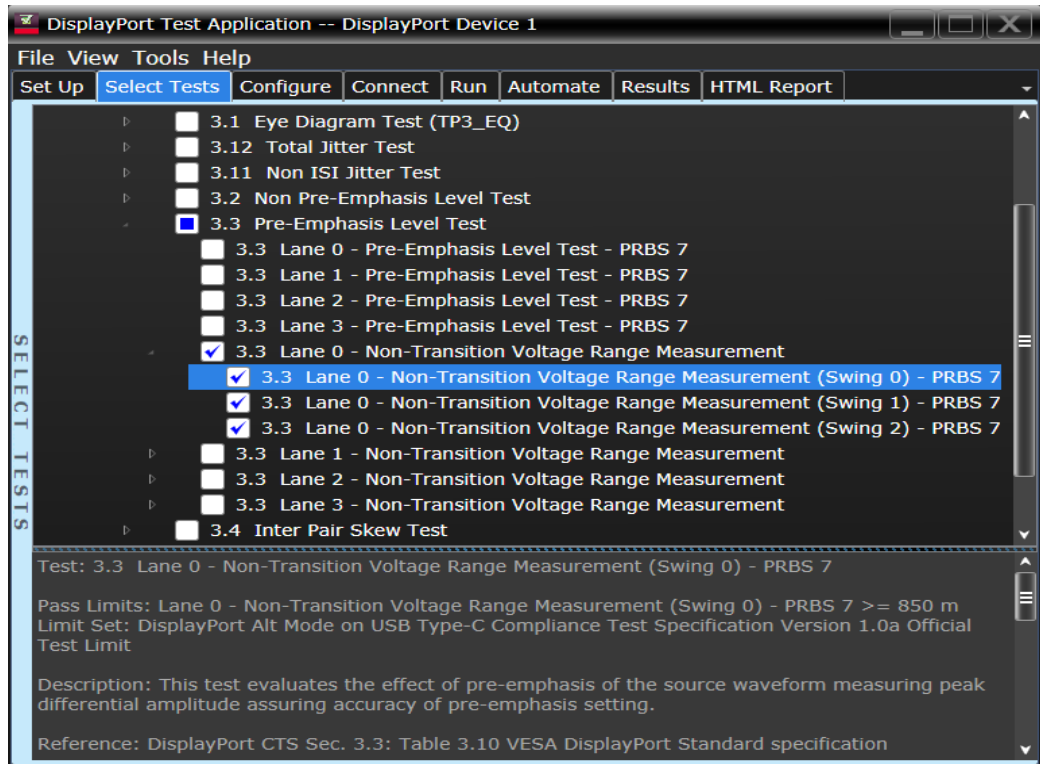 DisplayPort Test Application -- DisplayPort Device 1
File View Tools Help
Set Up Select Tests Configure Connect Run Automate Results HTML Report
3.1 Eye Diagram Test (TP3_EQ)
3.12 Total Jitter Test
3.11 Non ISI Jitter Test
3.2 Non Pre-Emphasis Level Test
3.3 Pre-Emphasis Level Test
3.3 Lane 0 - Pre-Emphasis Level Test - PRBS 7
3.3 Lane 1 - Pre-Emphasis Level Test - PRBS 7
3.3 Lane 2 - Pre-Emphasis Level Test - PRBS 7
3.3 Lane 3 - Pre-Emphasis Level Test - PRBS 7
3.3 Lane 0 - Non-Transition Voltage Range Measurement
3.3 Lane 0 - Non-Transition Voltage Range Measurement (Swing 0) - PRBS 7
3.3 Lane 0 - Non-Transition Voltage Range Measurement (Swing 1) - PRBS 7
3.3 Lane 0 - Non-Transition Voltage Range Measurement (Swing 2) - PRBS 7
3.3 Lane 1 - Non-Transition Voltage Range Measurement
3.3 Lane 2 - Non-Transition Voltage Range Measurement
3.3 Lane 3 - Non-Transition Voltage Range Measurement
3.4 Inter Pair Skew Test
SELECT TESTS
Test: 3.3 Lane 0 - Non-Transition Voltage Range Measurement (Swing 0) - PRBS 7
Pass Limits: Lane 0 - Non-Transition Voltage Range Measurement (Swing 0) - PRBS 7 >= 850 m
Limit Set: DisplayPort Alt Mode on USB Type-C Compliance Test Specification Version 1.0a Official
Test Limit
Description: This test evaluates the effect of pre-emphasis of the source waveform measuring peak
differential amplitude assuring accuracy of pre-emphasis setting.
Reference: DisplayPort CTS Sec. 3.3: Table 3.10 VESA DisplayPort Standard specification